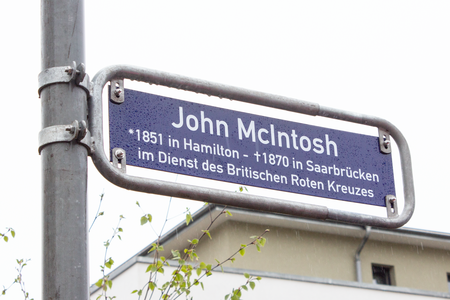 John McIntosh
*1851 in Hamilton - †1870 in Saarbrücken
im Dienst des Britischen Roten Kreuzes